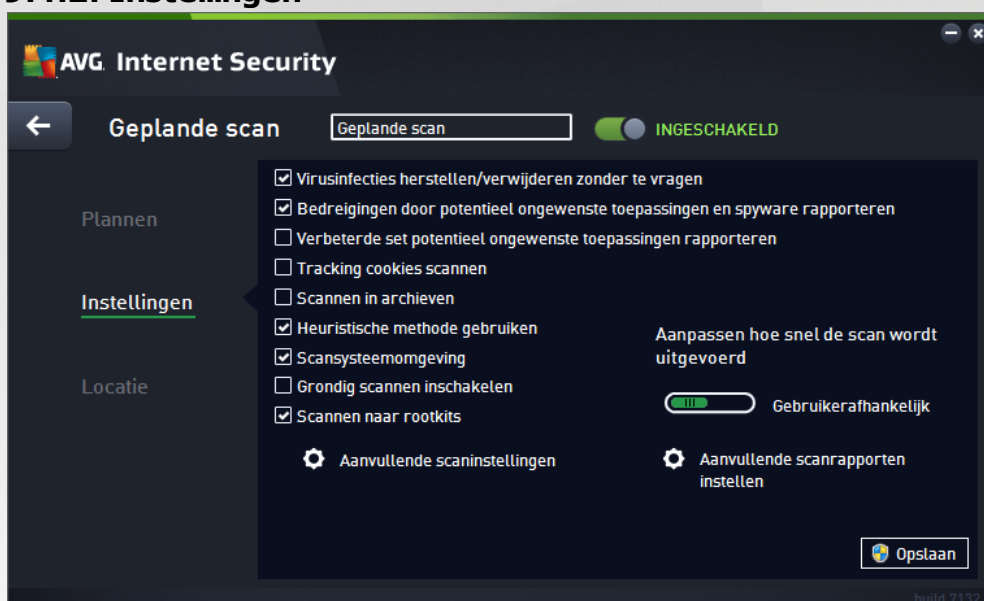 Instellingen
AVG. Internet Security
Geplande scan
Geplande scan
INGESCHAKELD
Plannen
Instellingen
Locatie
Virusinfecties herstellen/verwijderen zonder te vragen
Bedreigingen door potentieel ongewenste toepassingen en spyware rapporteren
Verbeterde set potentieel ongewenste toepassingen rapporteren
Tracking cookies scannen
Scannen in archieven
Heuristische methode gebruiken
Scansysteemomgeving
Grondig scannen inschakelen
Scannen naar rootkits
Aanvullende scaninstellingen
Aanpassen hoe snel de scan wordt
uitgevoerd
Gebruikerafhankelijk
Aanvullende scanrapporten
instellen
Opslaan
build 7132